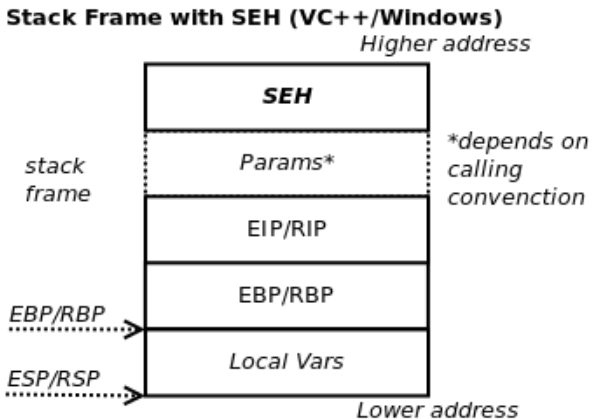 Stack Frame with SEH (VC++/Windows)
Higher address
SEH
Params*
*depends on
calling
convenction
stack
frame
EIP/RIP
EBP/RBP
EBP/RBP
Local Vars
ESP/RSP
Lower address